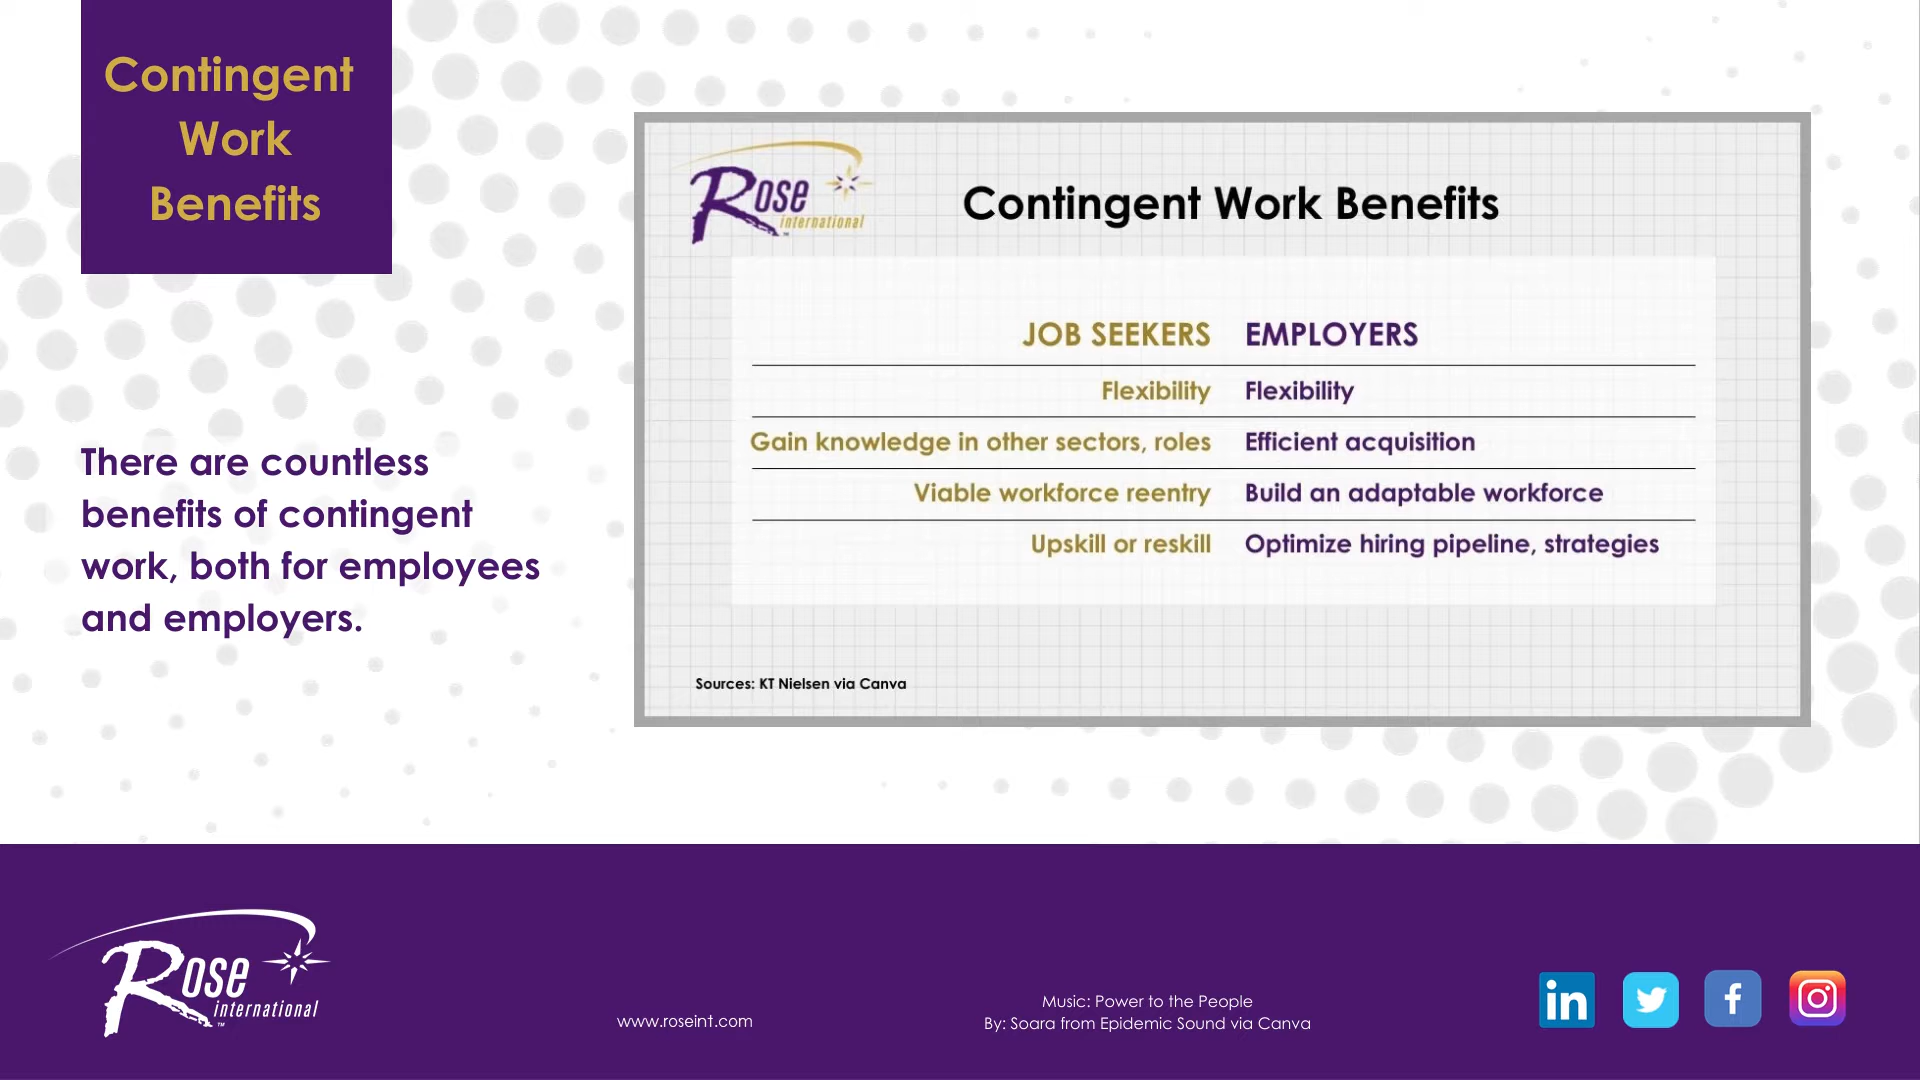 Contingent
Work
Benefits
There are countless
benefits of contingent
work, both for employees
and employers.
Rose
international
Contingent Work Benefits
JOB SEEKERS EMPLOYERS
Flexibility Flexibility
Gain knowledge in other sectors, roles Efficient acquisition
Viable workforce reentry Build an adaptable workforce
Upskill or reskill Optimize hiring pipeline, strategies
Sources: KT Nielsen via Canva
Rose
international™
www.roseint.com
Music: Power to the People
By: Soara from Epidemic Sound via Canva
in
f